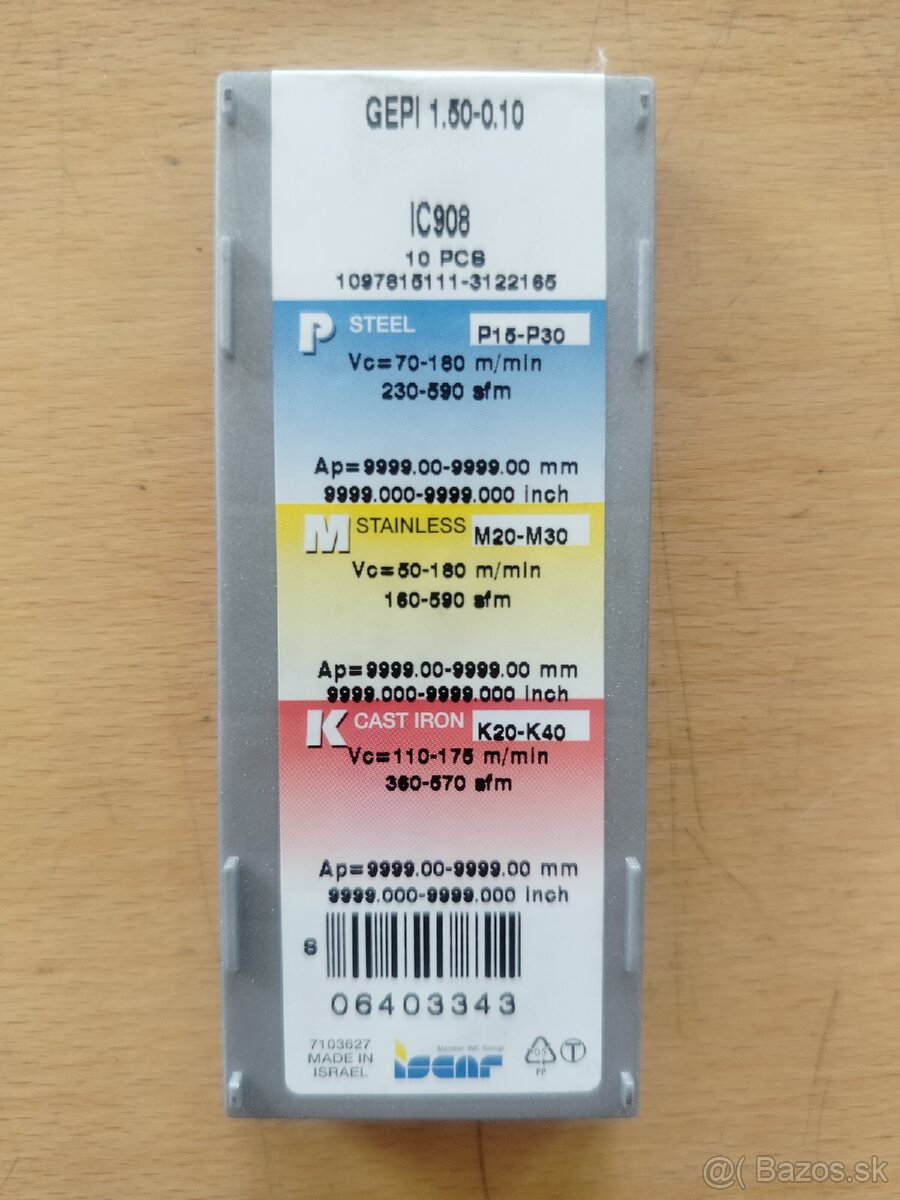 GEPI 1.50-0.10
IC908
10 PCS
1097815111-3122165
P STEEL P15-P30
Vc=70-180 m/min
230-590 sfm
Ap=9999.00-9999.00 mm
9999.000-9999.000 inch
M STAINLESS M20-M30
Vc=50-180 m/min
160-590 sfm
Ap=9999.00-9999.00 mm
9999.000-9999.000 inch
K CAST IRON K20-K40
Vc=110-175 m/min
360-570 sfm
Ap=9999.00-9999.00 mm
9999.000-9999.000 inch
8
06403343
7103627
MADE IN
ISRAEL
Member IMC Group
iscar
05
PP
T
@( Bazos.sk